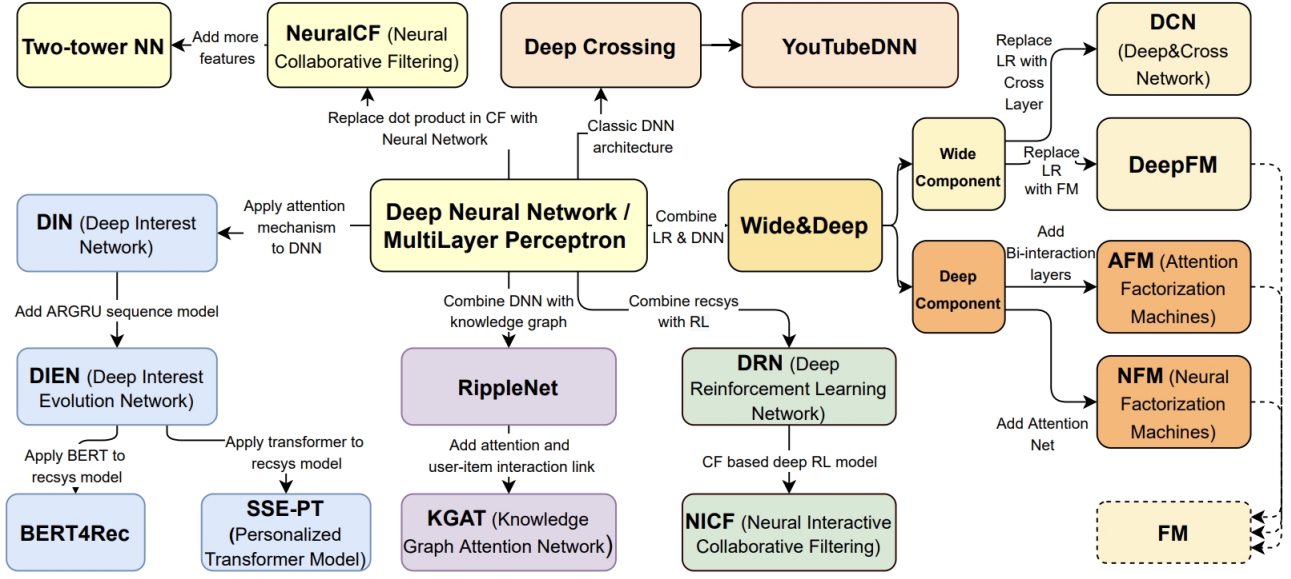 Two-tower NN
Add more
features
NeuralCF (Neural
Collaborative Filtering)
Deep Crossing
YouTubeDNN
Replace
LR with
Cross
Layer
DCN
(Deep&Cross
Network)
Replace dot product in CF with
Neural Network
Classic DNN
architecture
Wide
Component
Replace
LR
with FM
DeepFM
DIN (Deep Interest
Network)
Apply attention
mechanism
to DNN
Deep Neural Network /
MultiLayer Perceptron
Combine
LR & DNN
Wide&Deep
Deep
Component
Add
Bi-interaction
layers
AFM (Attention
Factorization
Machines)
Add ARGRU sequence model
Combine DNN with
knowledge graph
Combine recsys
with RL
DIEN (Deep Interest
Evolution Network)
RippleNet
DRN (Deep
Reinforcement Learning
Network)
NFM (Neural
Factorization
Machines)
Add Attention
Net
Apply BERT to
recsys model
Apply transformer to
recsys model
Add attention and
user-item interaction link
CF based deep RL model
BERT4Rec
SSE-PT
(Personalized
Transformer Model)
KGAT (Knowledge
Graph Attention Network)
NICF (Neural Interactive
Collaborative Filtering)
FM